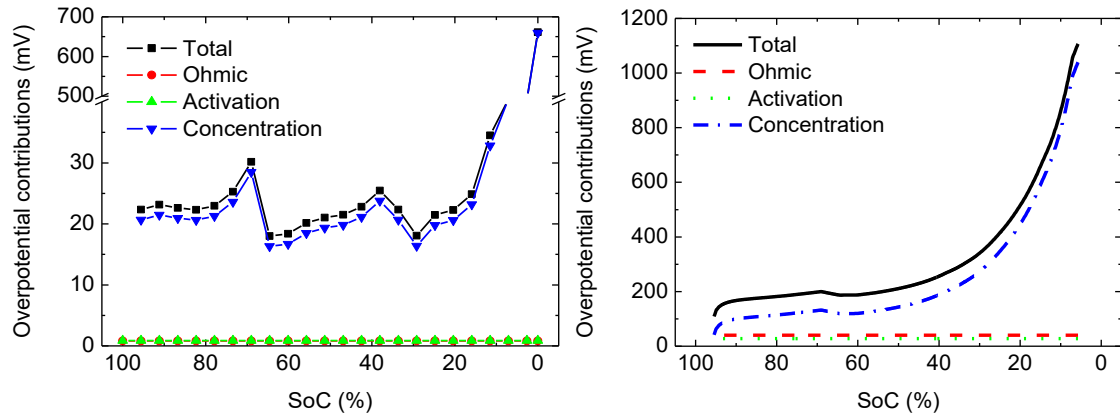 Overpotential contributions (mV)
700
600
500
30
20
10
0
Total
Ohmic
Activation
Concentration
100 80 60 40 20 0
SoC (%)
Overpotential contributions (mV)
1200
1000
800
600
400
200
0
Total
Ohmic
Activation
Concentration
100 80 60 40 20 0
SoC (%)